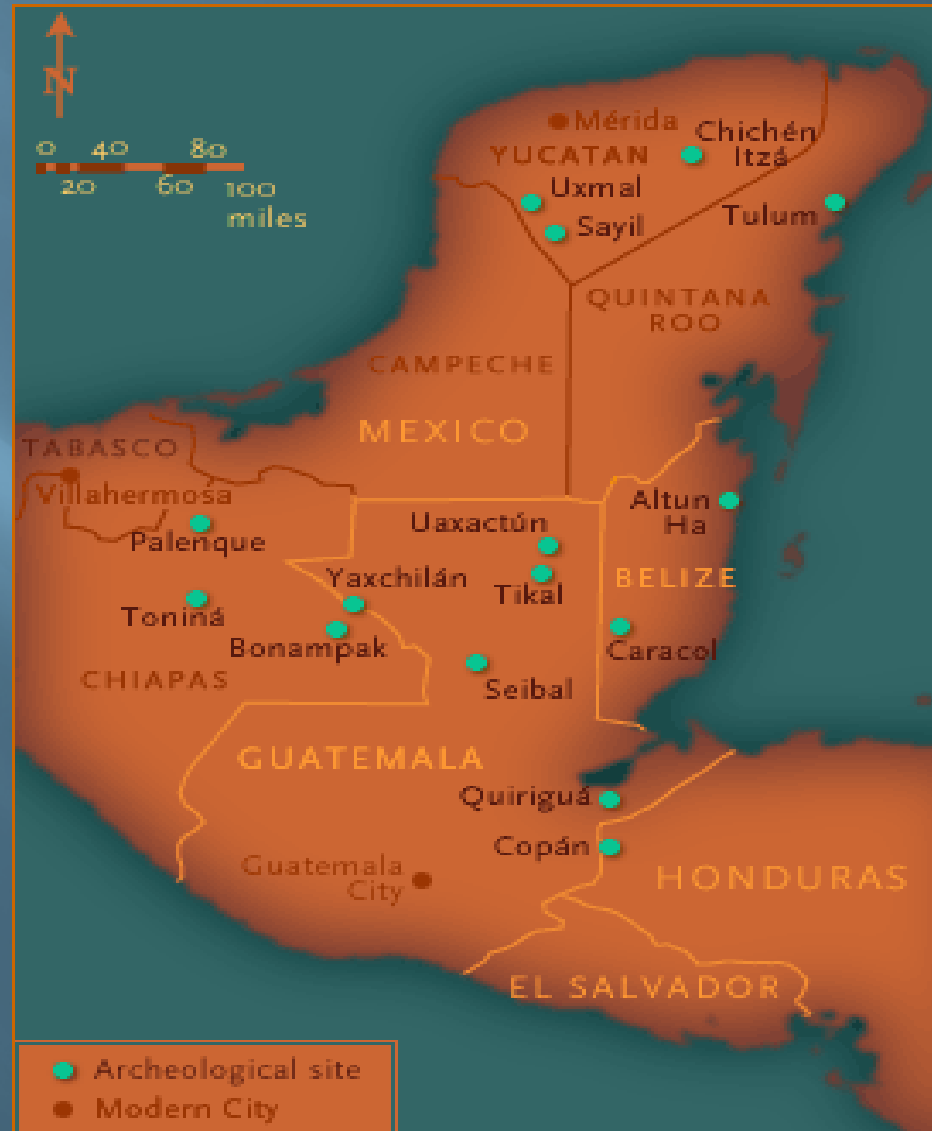 N
0 40 80
20 60 100
miles
Mérida
Chichén
Itzá
YUCATAN
Uxmal
Sayil
Tulum
QUINTANA
ROO
CAMPECHE
MEXICO
TABASCO
Villahermosa
Palenque
Uaxactún
Altun
Ha
Yaxchilán
Tikal
BELIZE
Toniná
Bonampak
Caracol
CHIAPAS
Seibal
GUATEMALA
Quiriguá
Copán
Guatemala
City
HONDURAS
EL SALVADOR
Archeological site
Modern City